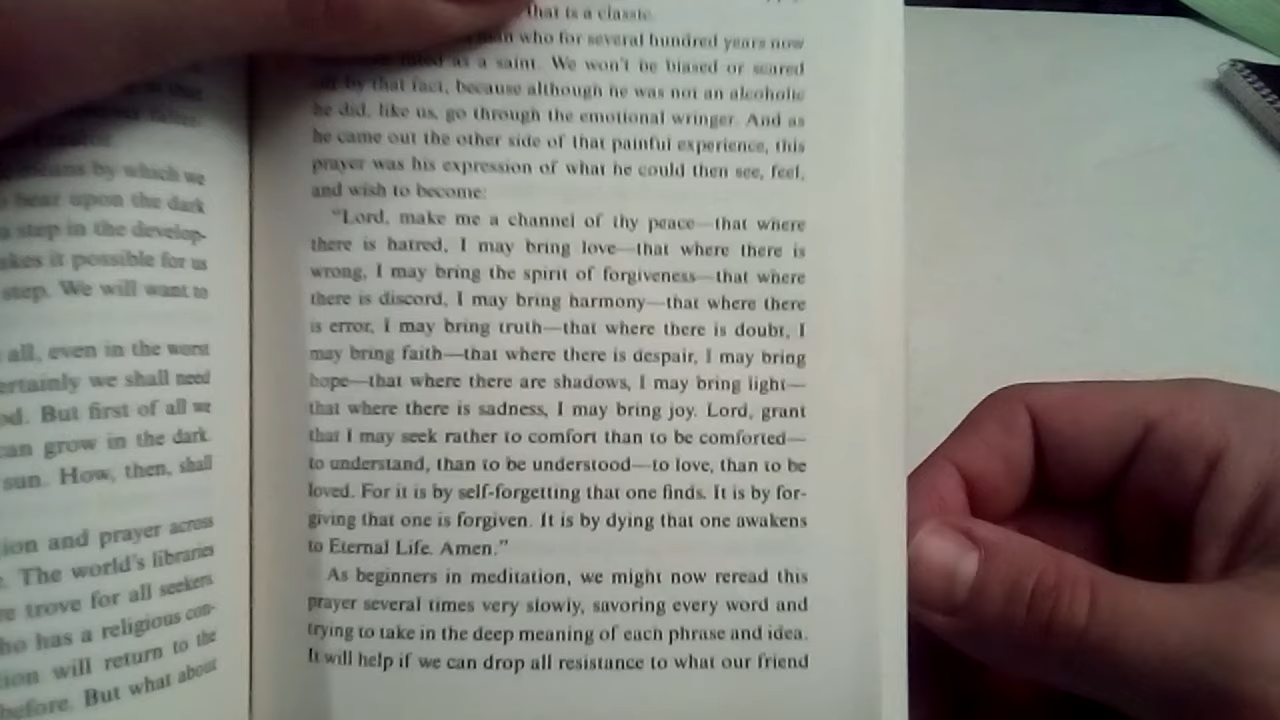 means by which we
bear upon the dark
a step in the develop-
makes it possible for us
step. We will want to
all, even in the worst
certainly we shall need
But first of all we
can grow in the dark.
sun. How, then, shall
and prayer across
The world's libraries
trove for all seekers
who has a religious con-
will return to the
before. But what about
that is a classic.
who for several hundred years now
as a saint. We won't be biased or scared
by that fact, because although he was not an alcoholic
he did, like us, go through the emotional wringer. And as
he came out the other side of that painful experience, this
prayer was his expression of what he could then see, feel,
and wish to become:
"Lord, make me a channel of thy peace—that where
there is hatred, I may bring love—that where there is
wrong, I may bring the spirit of forgiveness—that where
there is discord, I may bring harmony—that where there
is error, I may bring truth—that where there is doubt, I
may bring faith—that where there is despair, I may bring
hope—that where there are shadows, I may bring light—
that where there is sadness, I may bring joy. Lord, grant
that I may seek rather to comfort than to be comforted—
to understand, than to be understood—to love, than to be
loved. For it is by self-forgetting that one finds. It is by for-
giving that one is forgiven. It is by dying that one awakens
to Eternal Life. Amen."
As beginners in meditation, we might now reread this
prayer several times very slowly, savoring every word and
trying to take in the deep meaning of each phrase and idea.
It will help if we can drop all resistance to what our friend